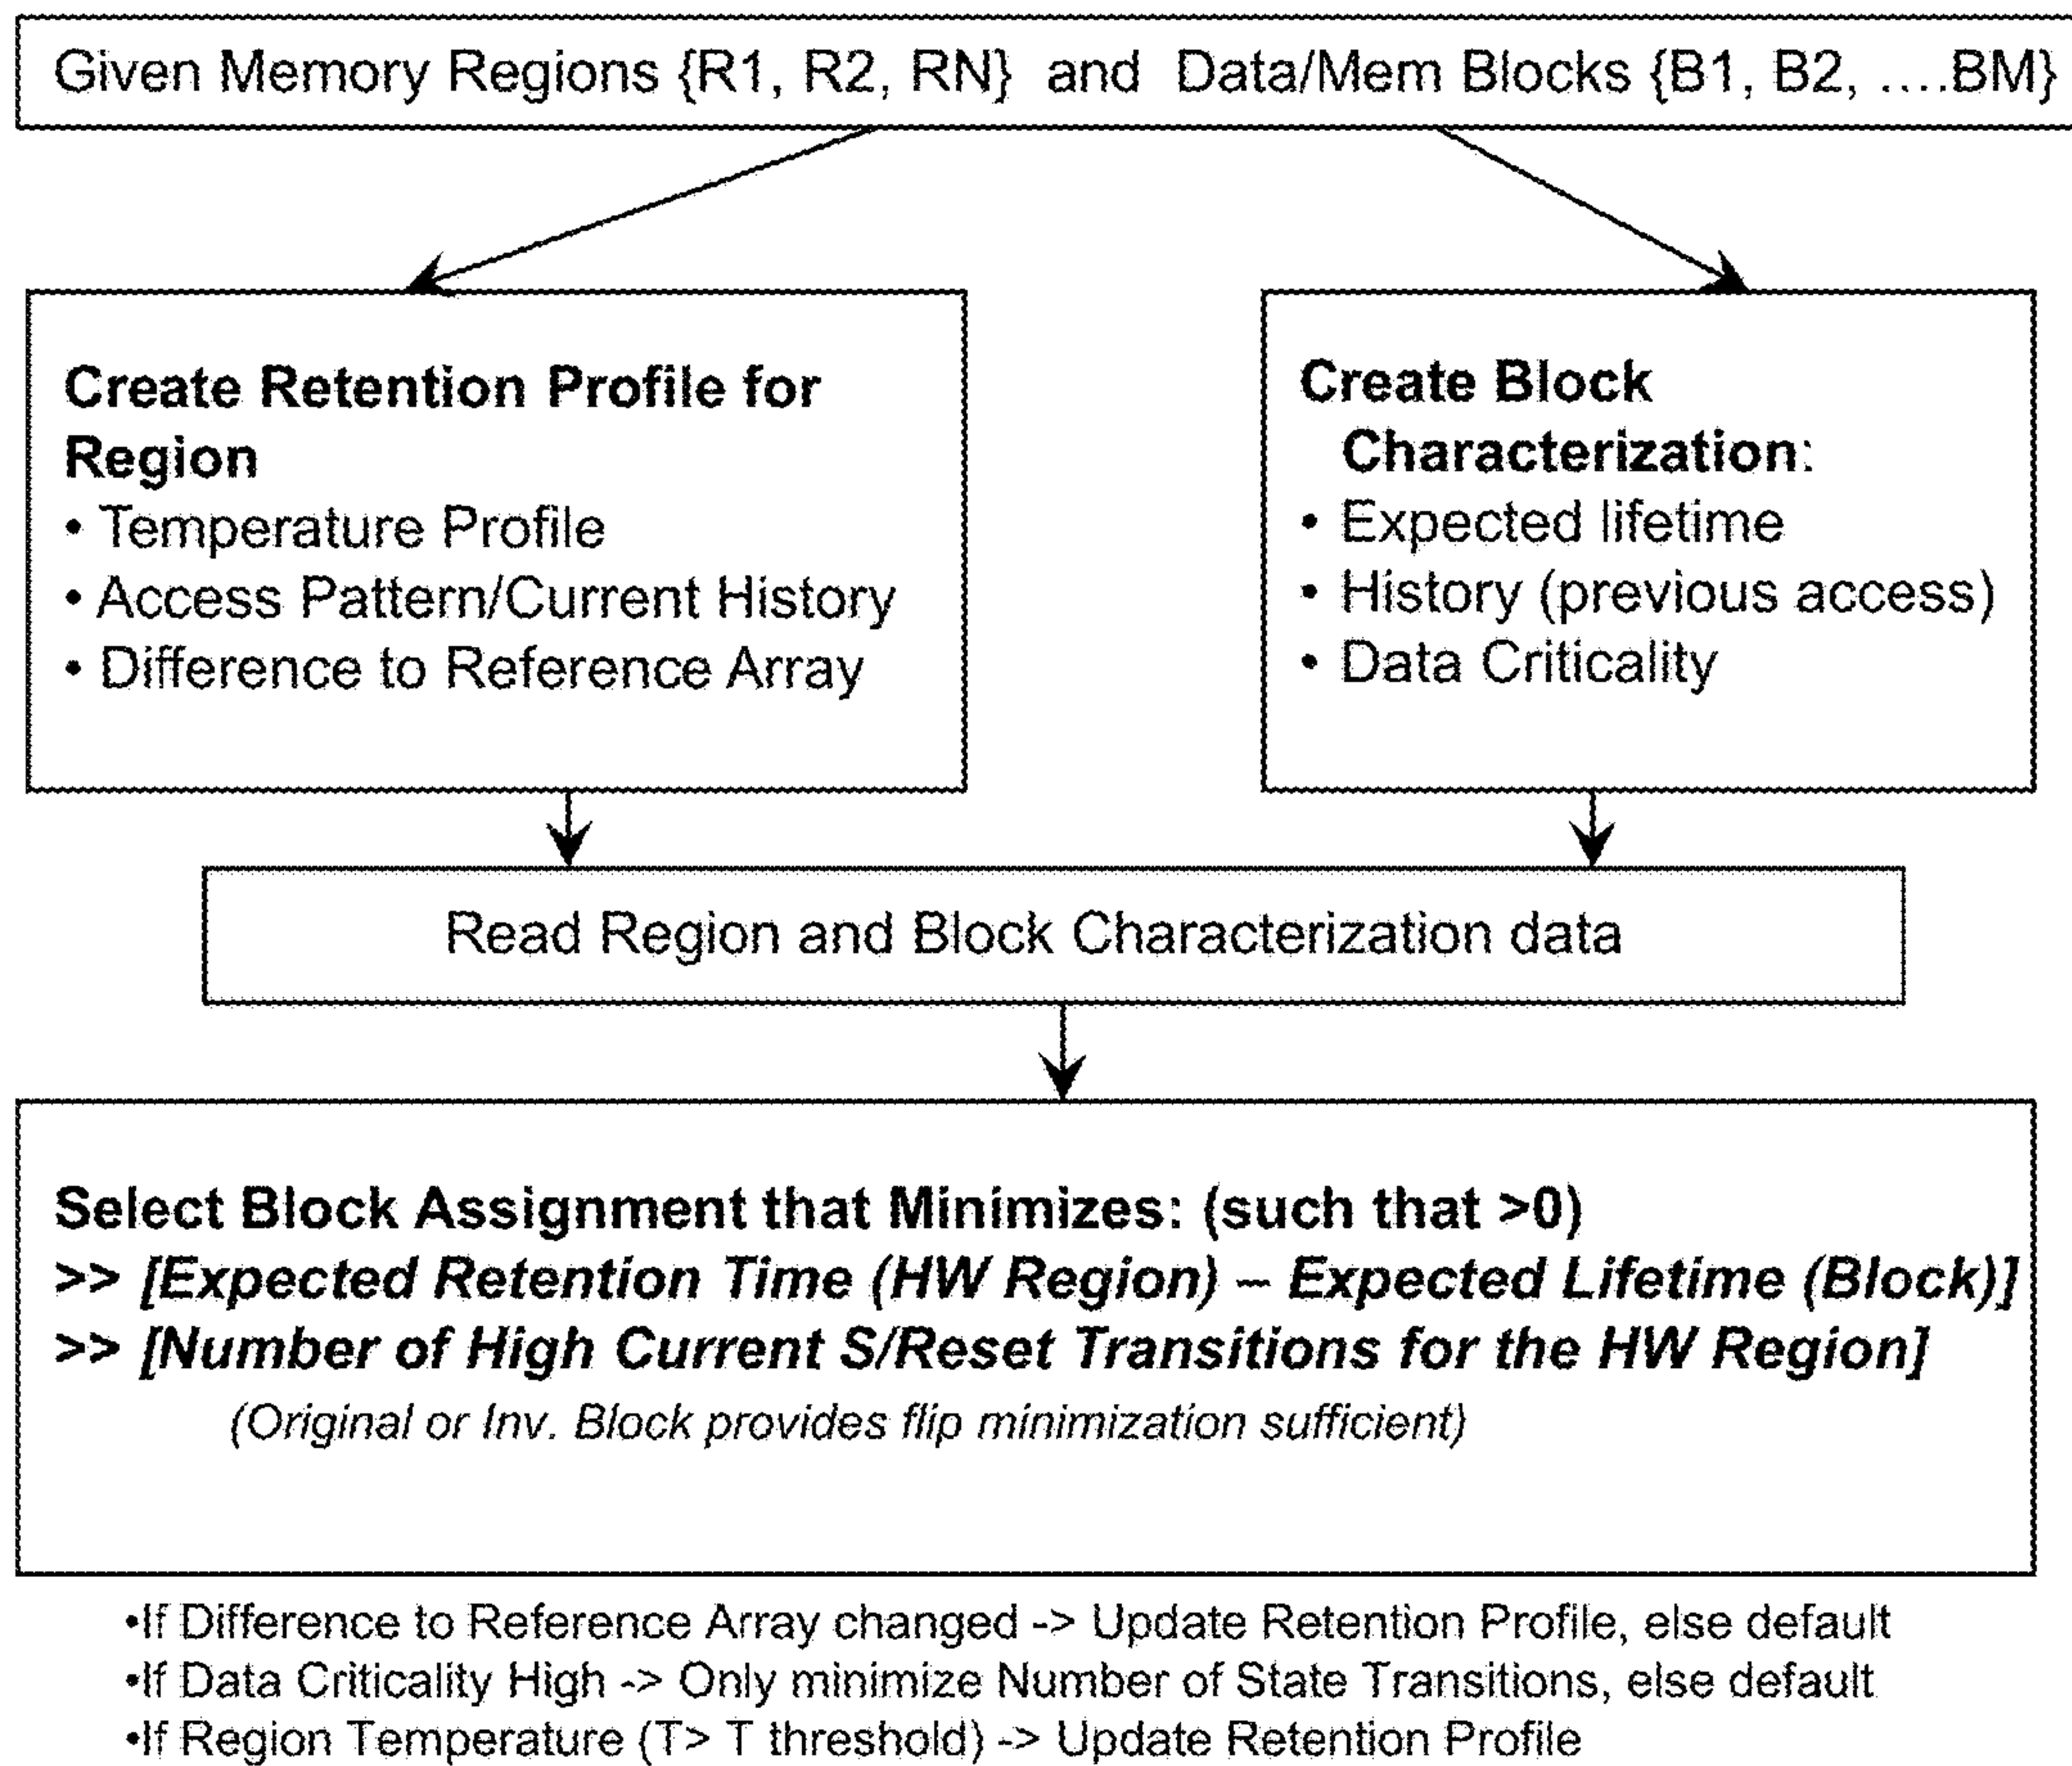 Given Memory Regions {R1, R2, RN} and Data/Mem Blocks {B1, B2, ....BM}
Create Retention Profile for
Region
• Temperature Profile
• Access Pattern/Current History
• Difference to Reference Array
Create Block
Characterization:
• Expected lifetime
• History (previous access)
• Data Criticality
Read Region and Block Characterization data
Select Block Assignment that Minimizes: (such that >0)
>> [Expected Retention Time (HW Region) – Expected Lifetime (Block)]
>> [Number of High Current S/Reset Transitions for the HW Region]
(Original or Inv. Block provides flip minimization sufficient)
•If Difference to Reference Array changed -> Update Retention Profile, else default
•If Data Criticality High -> Only minimize Number of State Transitions, else default
•If Region Temperature (T> T threshold) -> Update Retention Profile